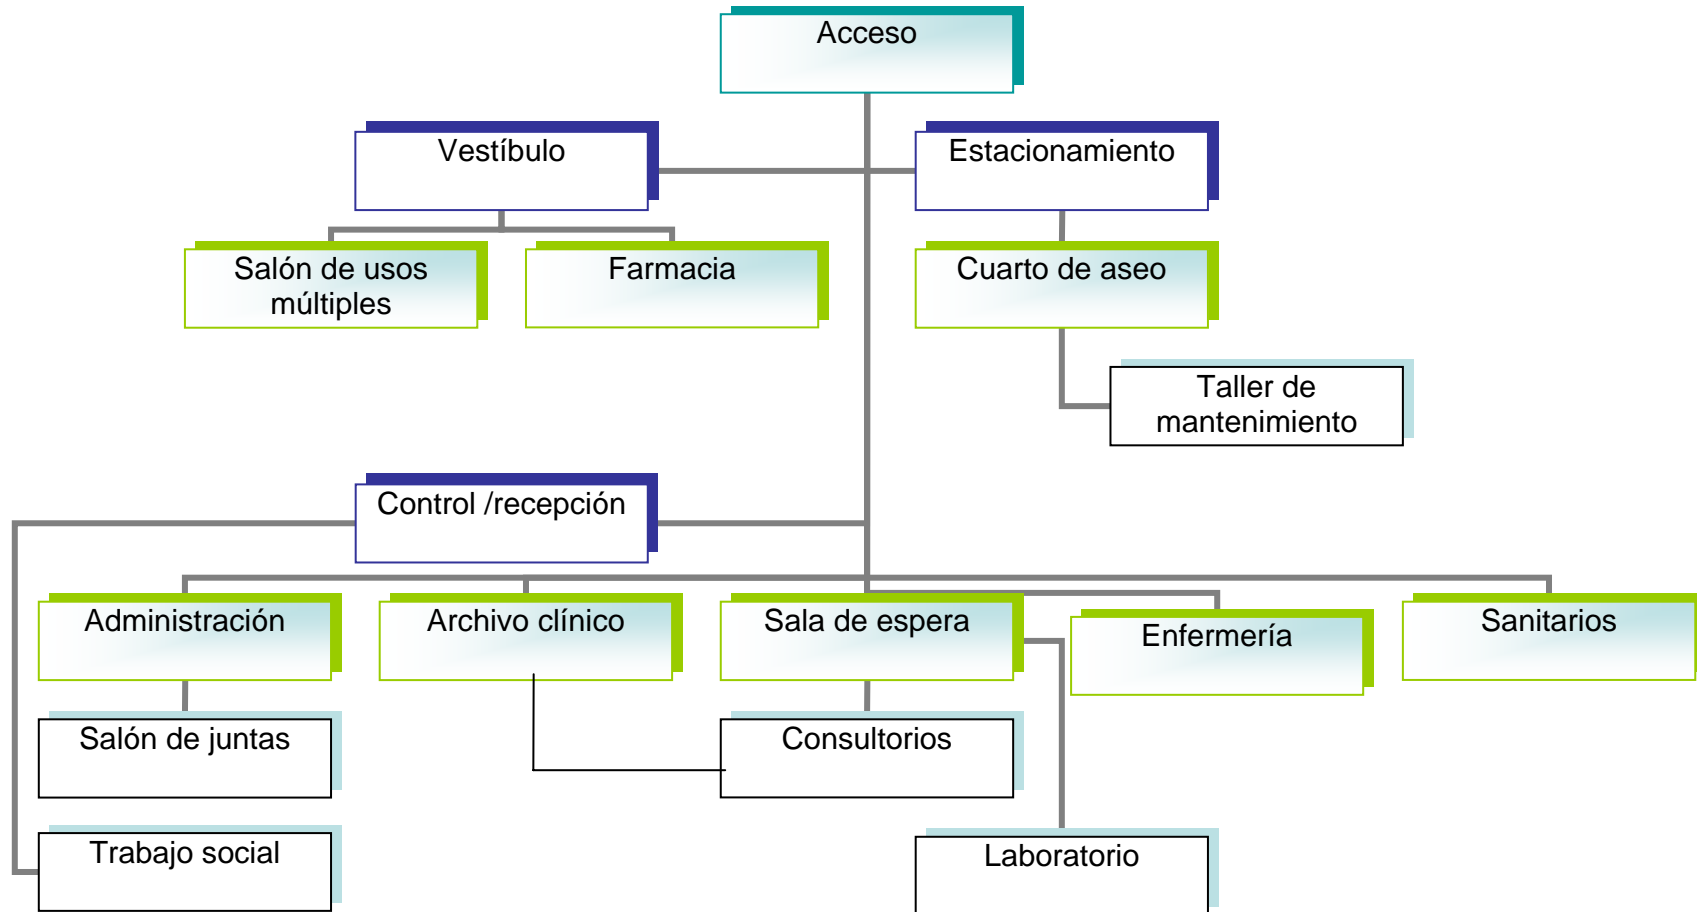 Acceso
Vestíbulo
Estacionamiento
Salón de usos
múltiples
Farmacia
Cuarto de aseo
Taller de
mantenimiento
Control /recepción
Administración
Archivo clínico
Sala de espera
Enfermería
Sanitarios
Salón de juntas
Consultorios
Trabajo social
Laboratorio